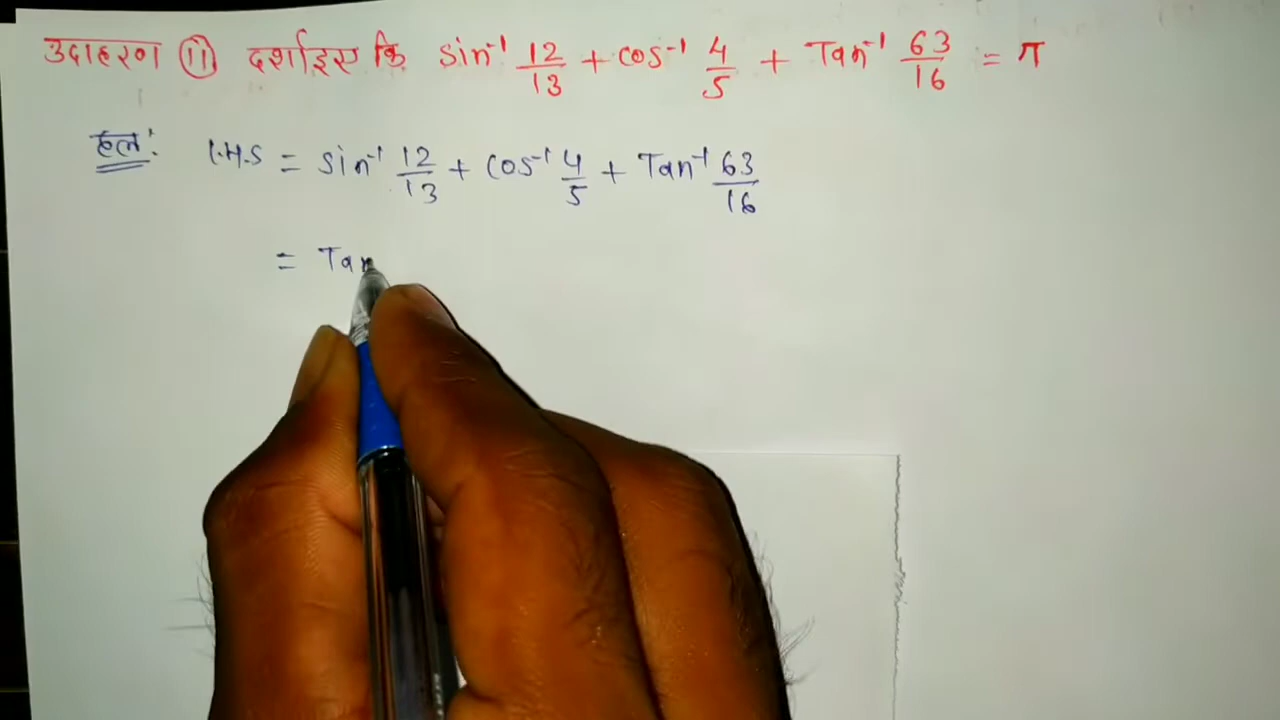 उदाहरण ⑪ दर्शाइए कि sin⁻¹ 12/13 + cos⁻¹ 4/5 + Tan⁻¹ 63/16 = π
हल: L.H.S = sin⁻¹ 12/13 + cos⁻¹ 4/5 + Tan⁻¹ 63/16
= Tan